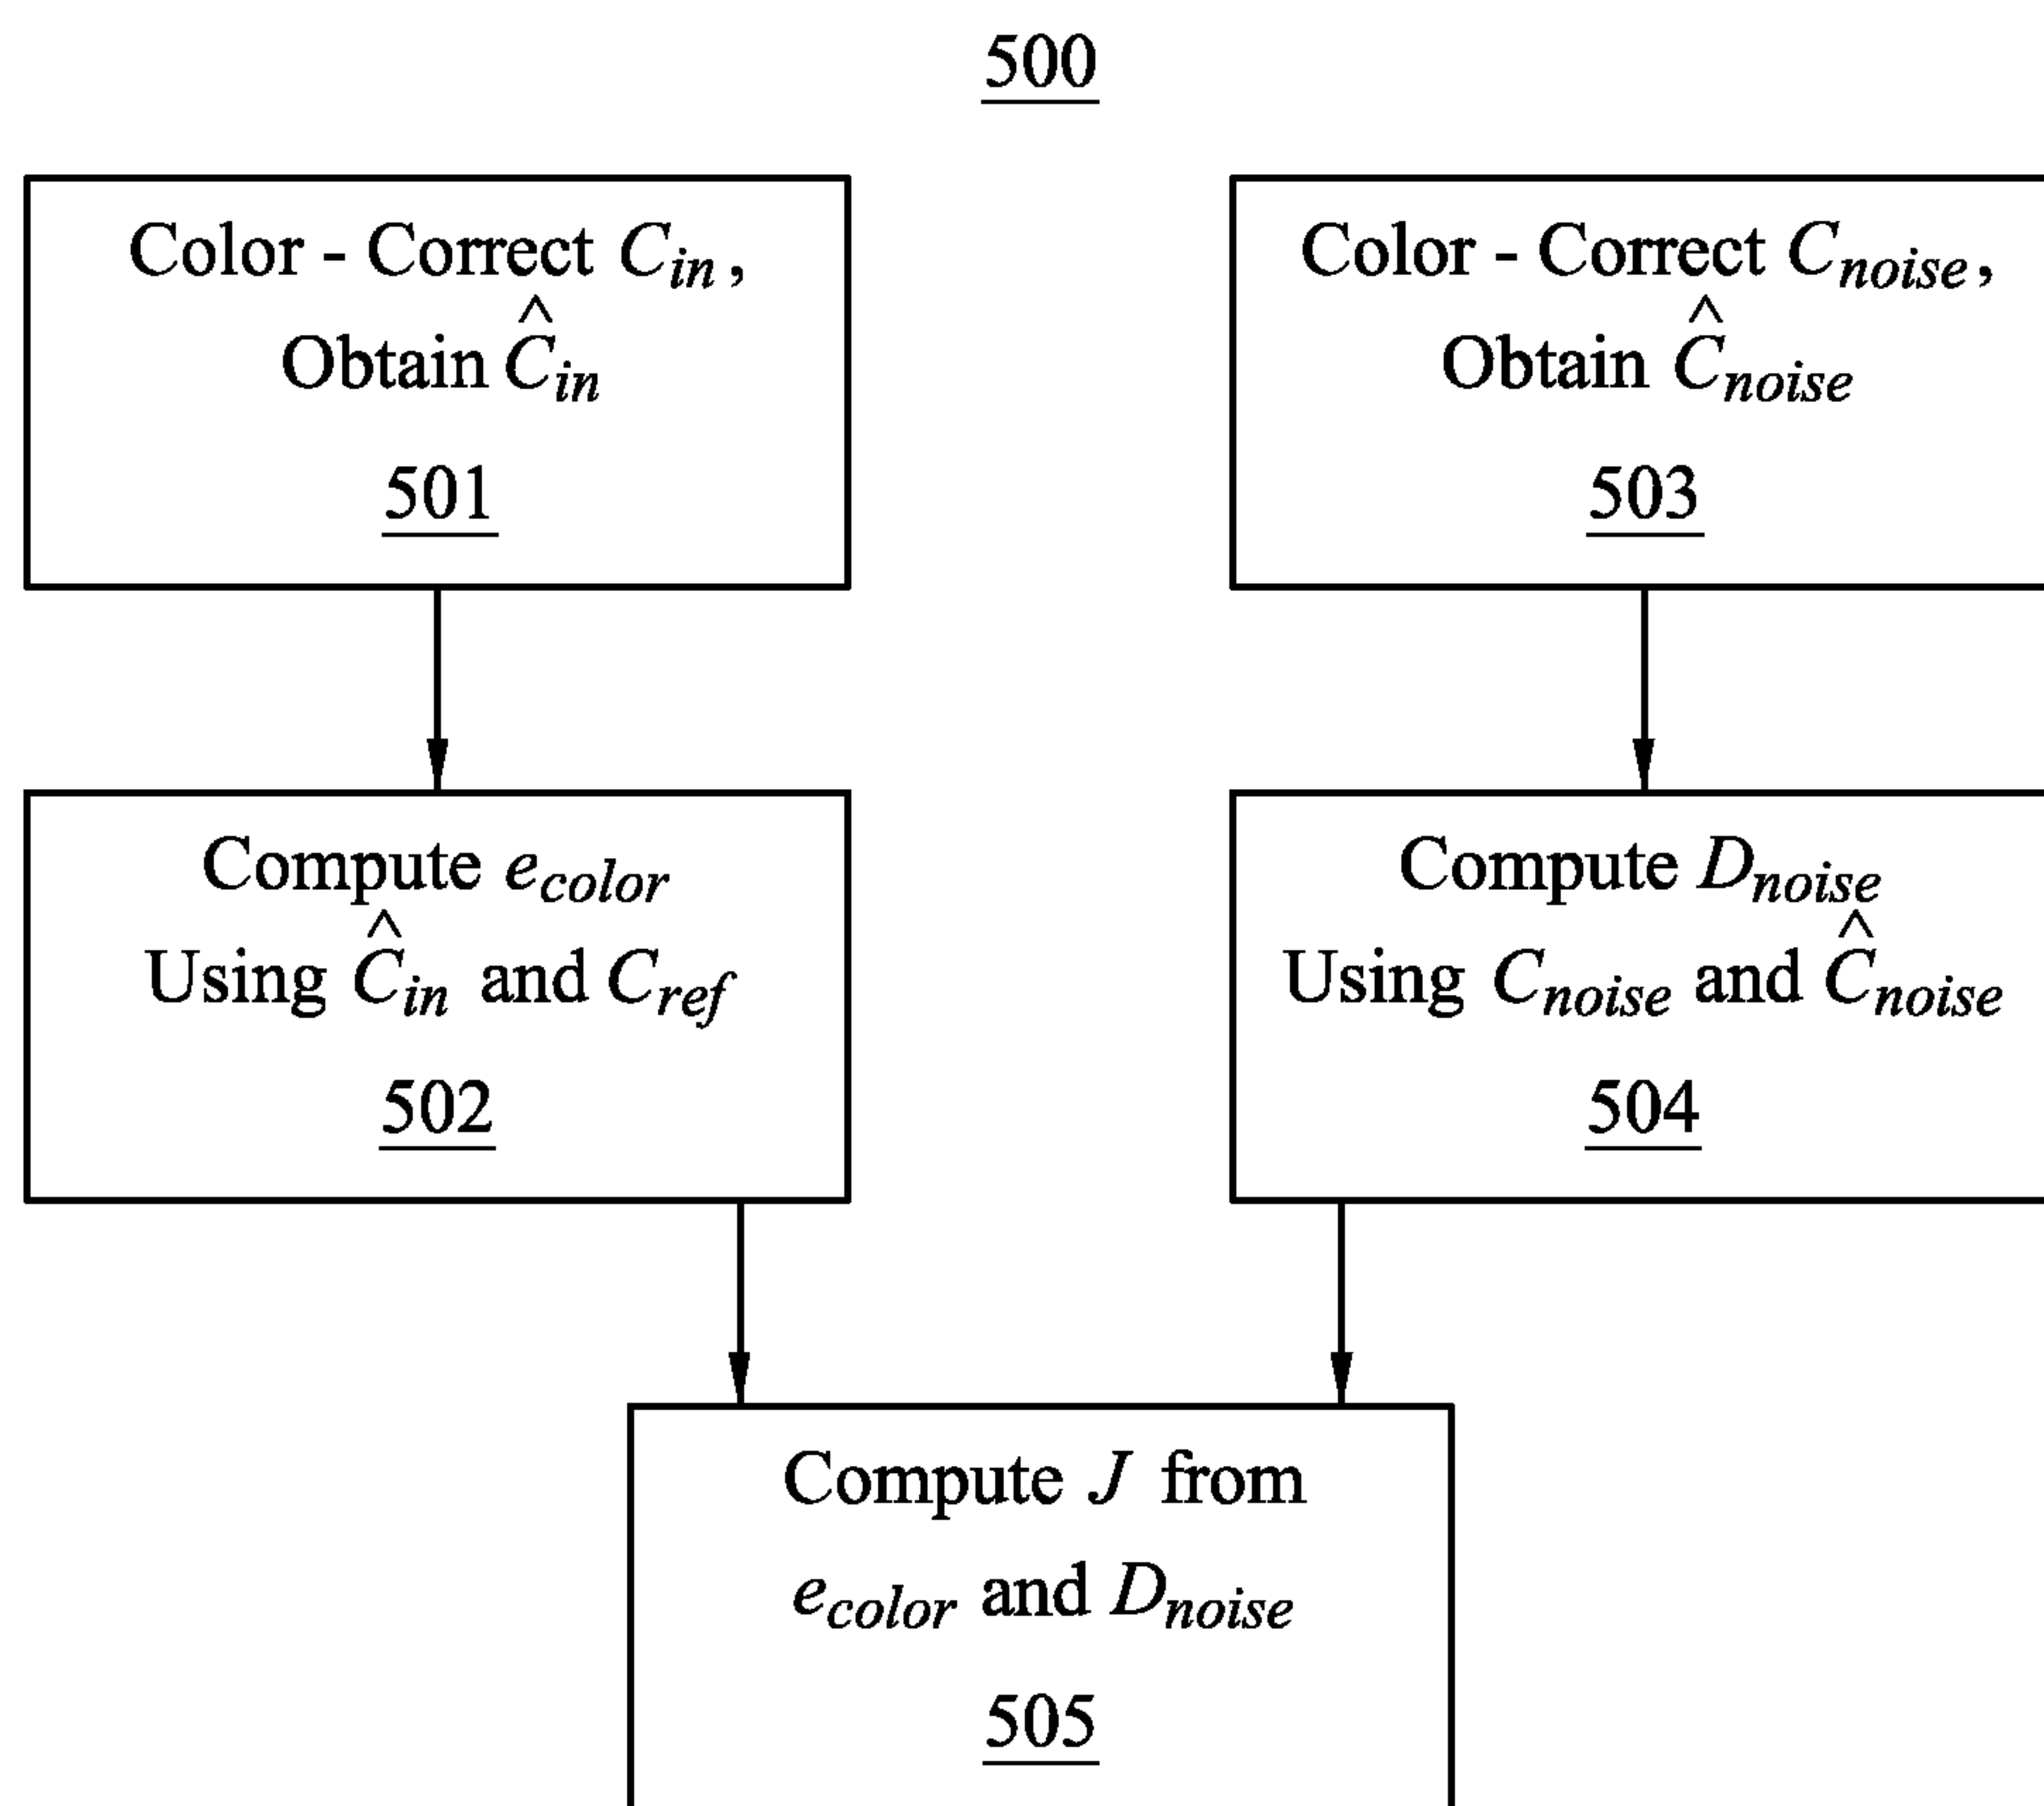 500
Color - Correct C_in,
Obtain Ĉ_in
501
Color - Correct C_noise,
Obtain Ĉ_noise
503
Compute e_color
Using Ĉ_in and C_ref
502
Compute D_noise
Using C_noise and Ĉ_noise
504
Compute J from
e_color and D_noise
505